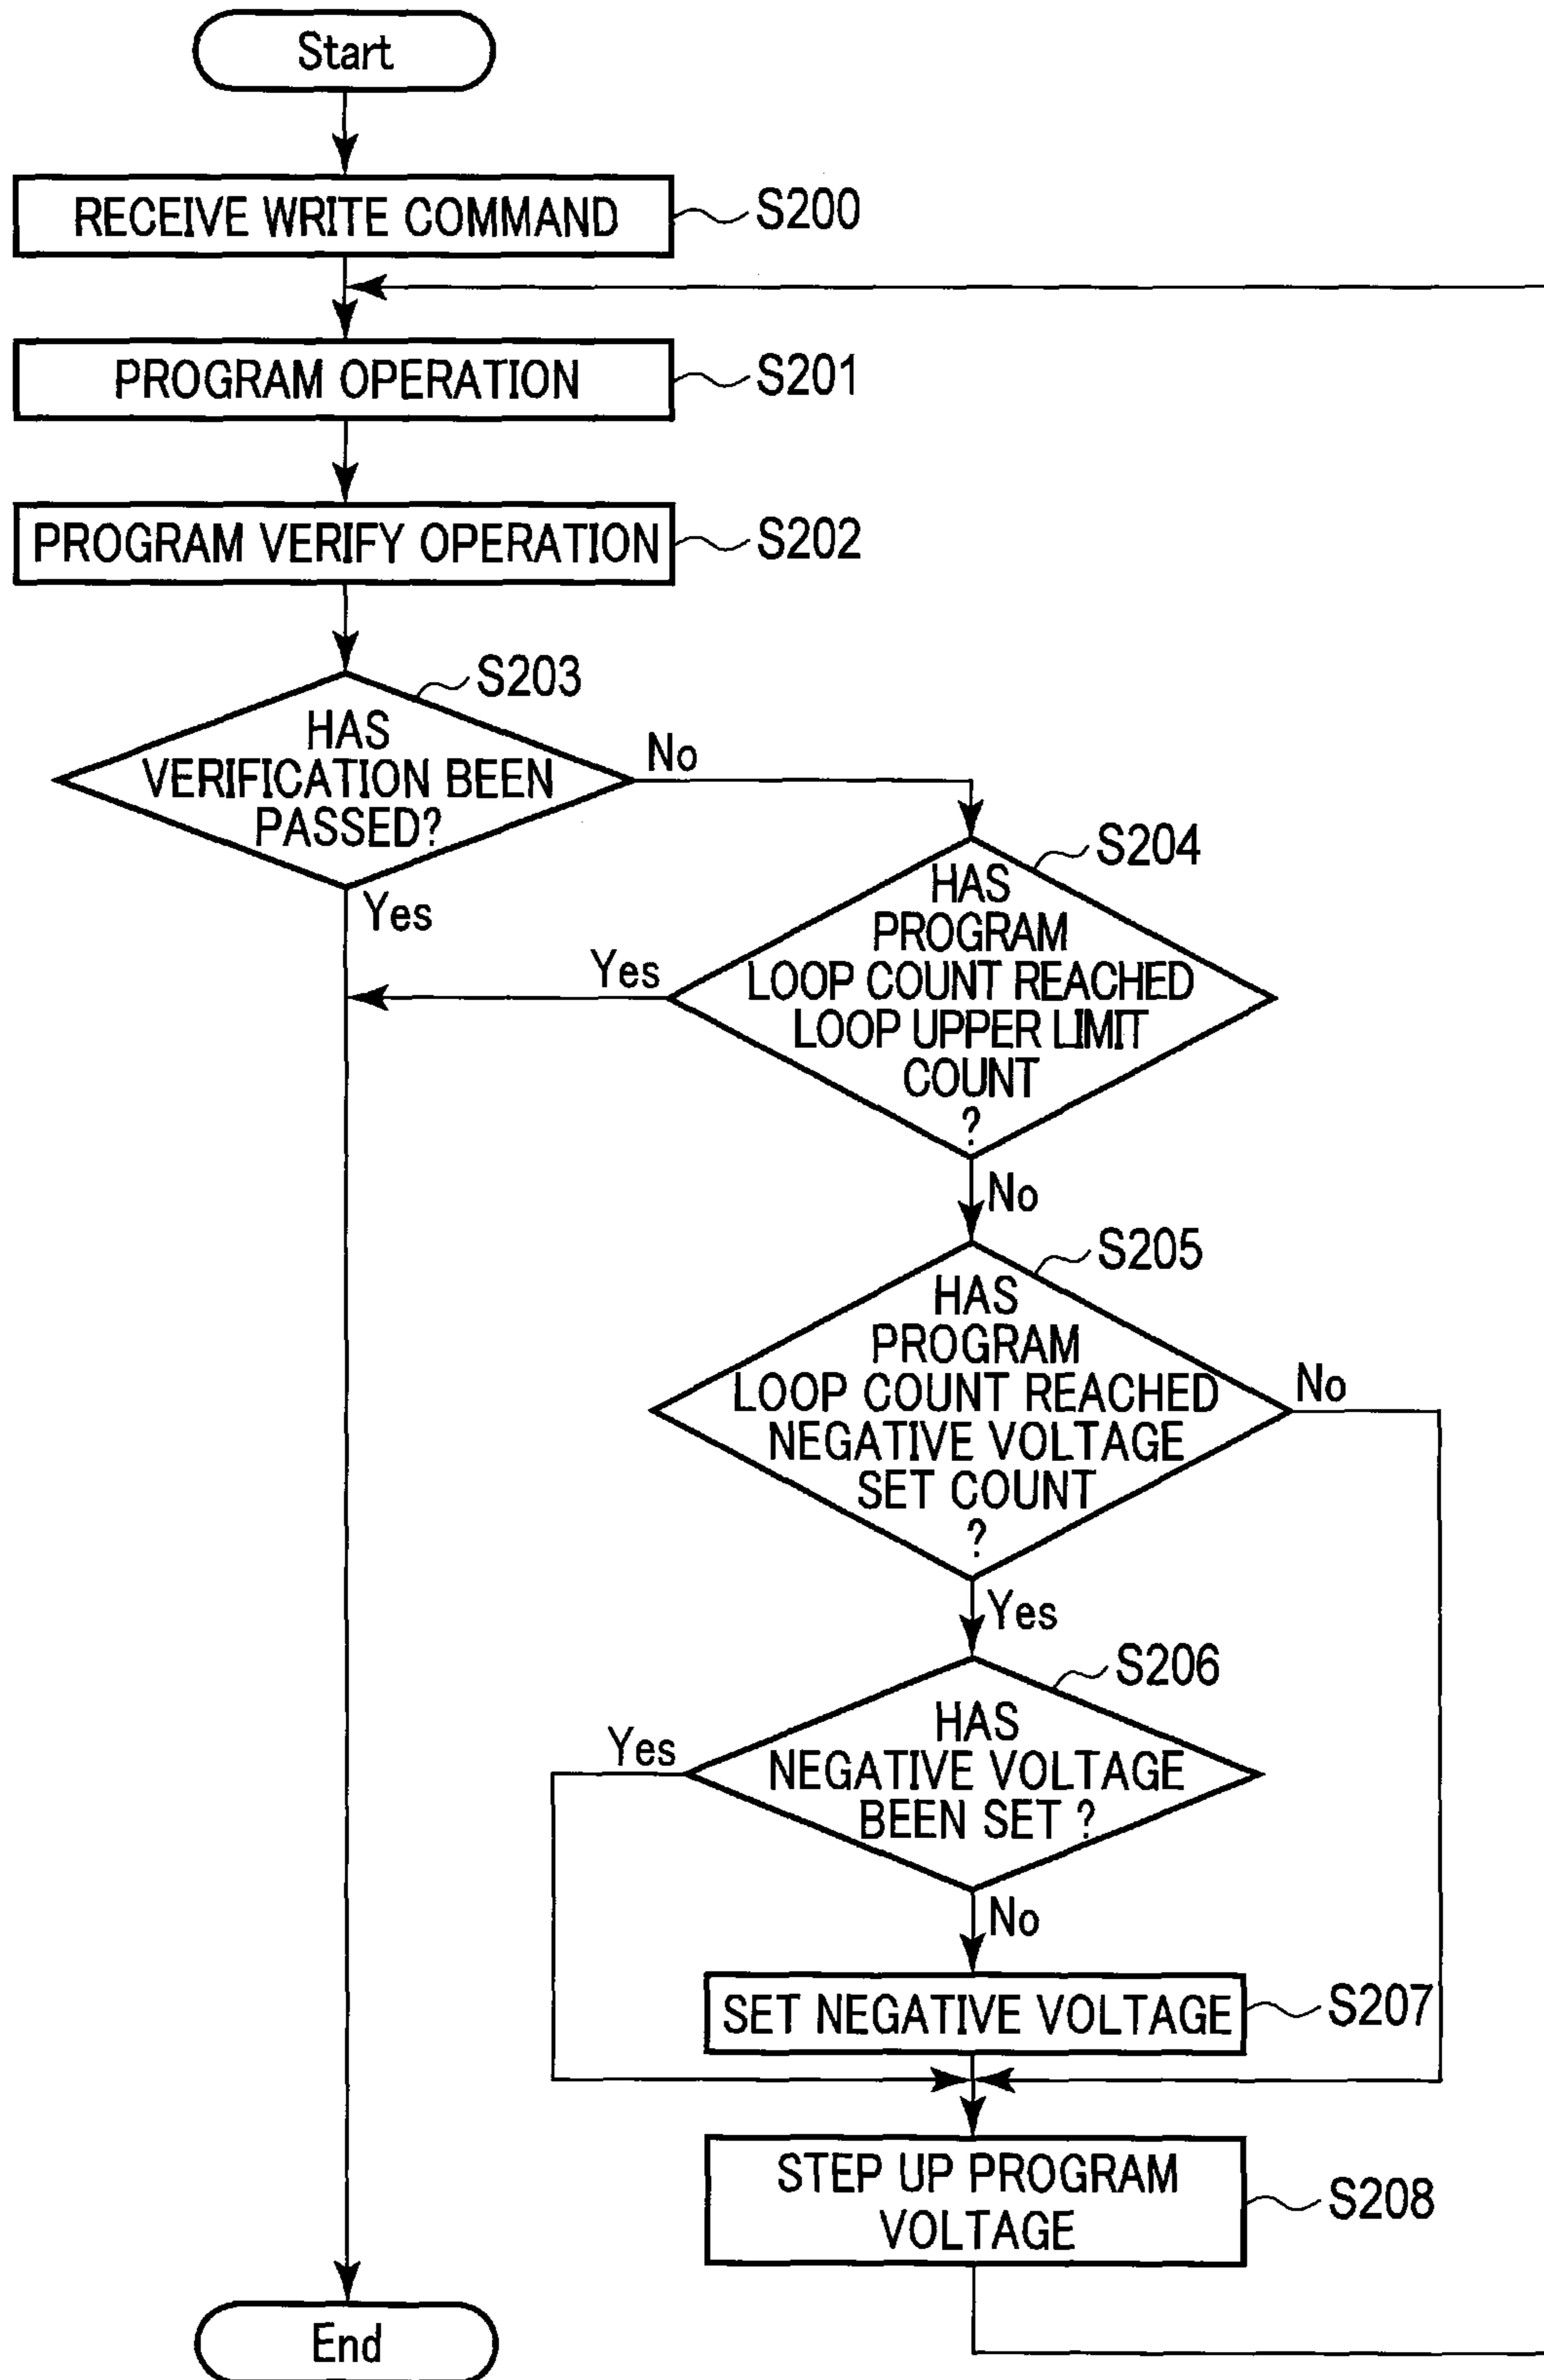 Start
RECEIVE WRITE COMMAND
S200
PROGRAM OPERATION
S201
PROGRAM VERIFY OPERATION
S202
S203
HAS
VERIFICATION BEEN
PASSED?
No
Yes
S204
HAS
PROGRAM
LOOP COUNT REACHED
LOOP UPPER LIMIT
COUNT
?
Yes
No
S205
HAS
PROGRAM
LOOP COUNT REACHED
NEGATIVE VOLTAGE
SET COUNT
?
No
Yes
S206
HAS
NEGATIVE VOLTAGE
BEEN SET ?
Yes
No
SET NEGATIVE VOLTAGE
S207
STEP UP PROGRAM
VOLTAGE
S208
End